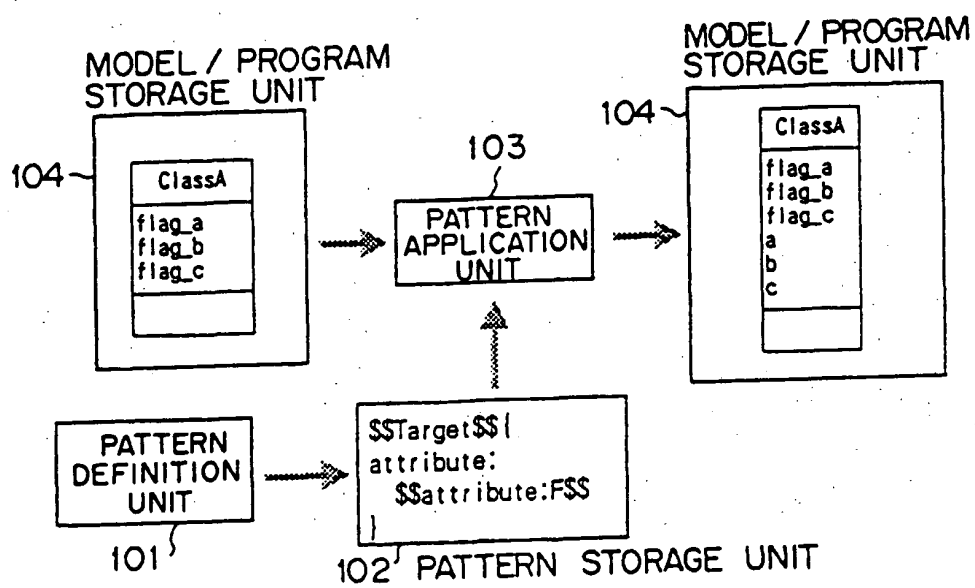 MODEL / PROGRAM
STORAGE UNIT
104
ClassA
flag_a
flag_b
flag_c
103
PATTERN
APPLICATION
UNIT
MODEL / PROGRAM
STORAGE UNIT
104
ClassA
flag_a
flag_b
flag_c
a
b
c
PATTERN
DEFINITION
UNIT
101
$$Target$${
attribute:
$$attribute:F$$
}
102 PATTERN STORAGE UNIT